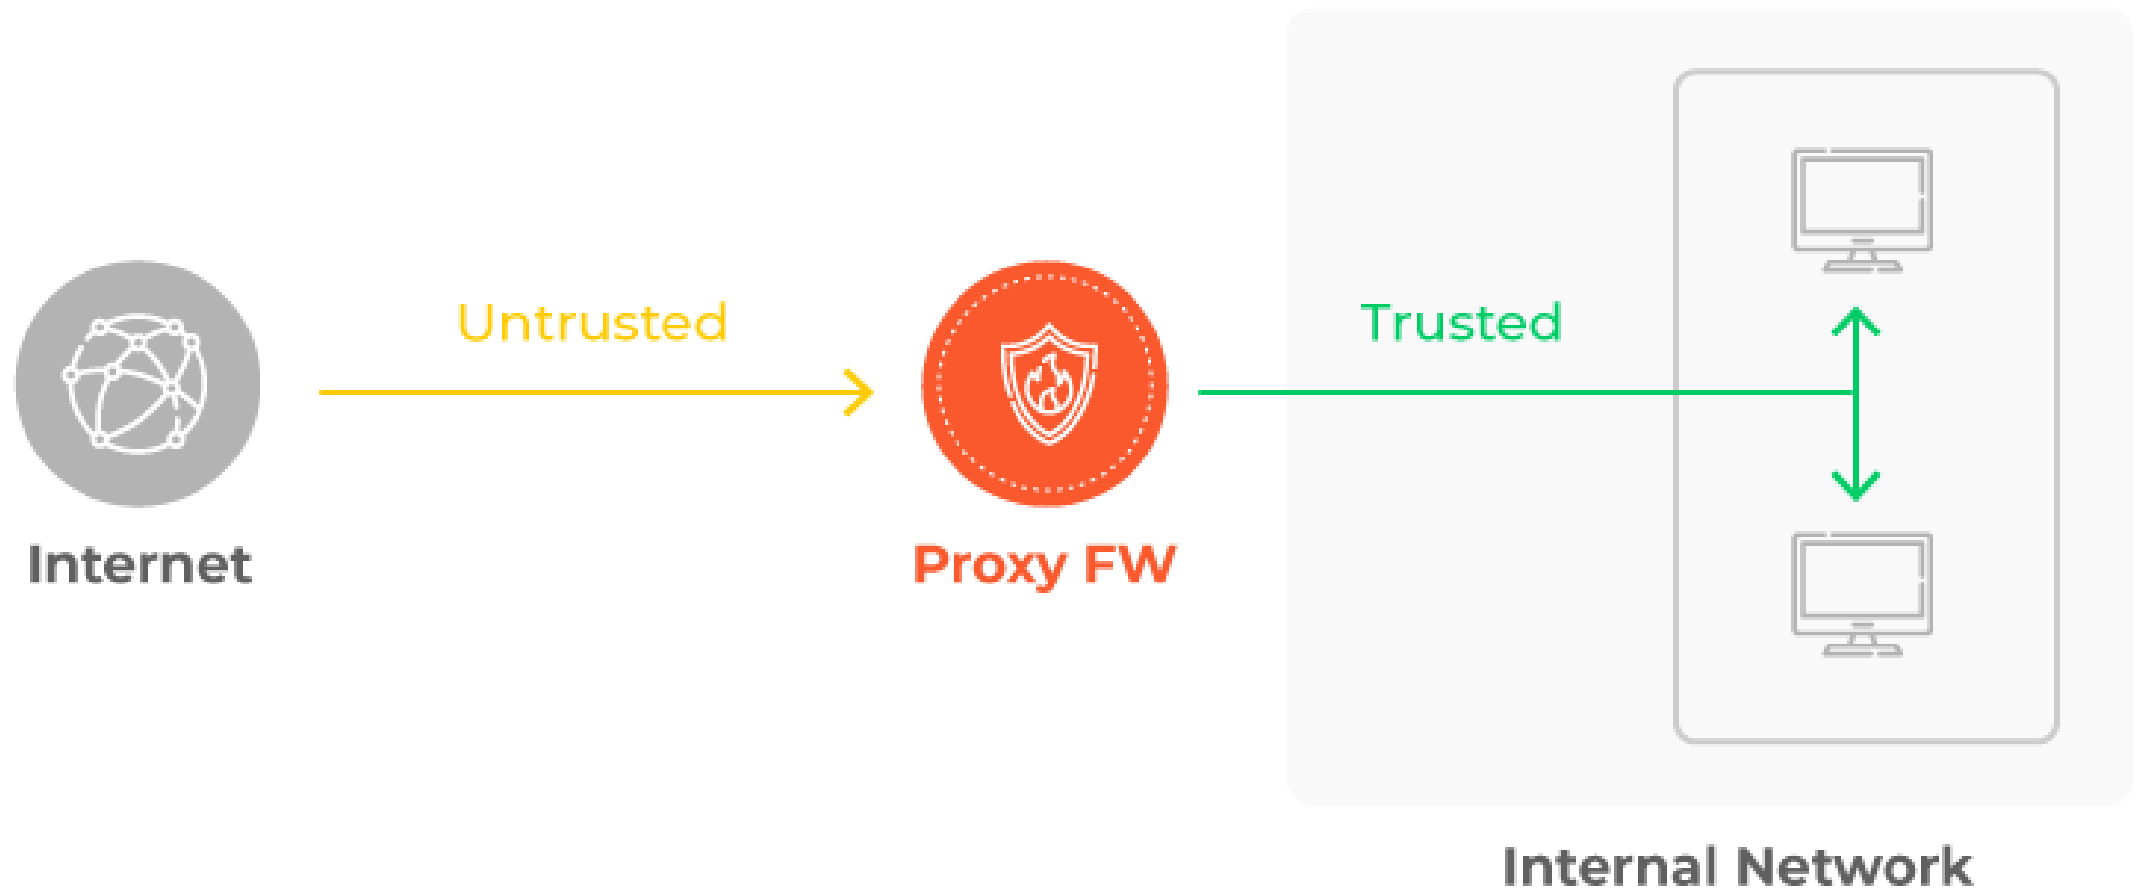 Untrusted
Trusted
Internet
Proxy FW
Internal Network